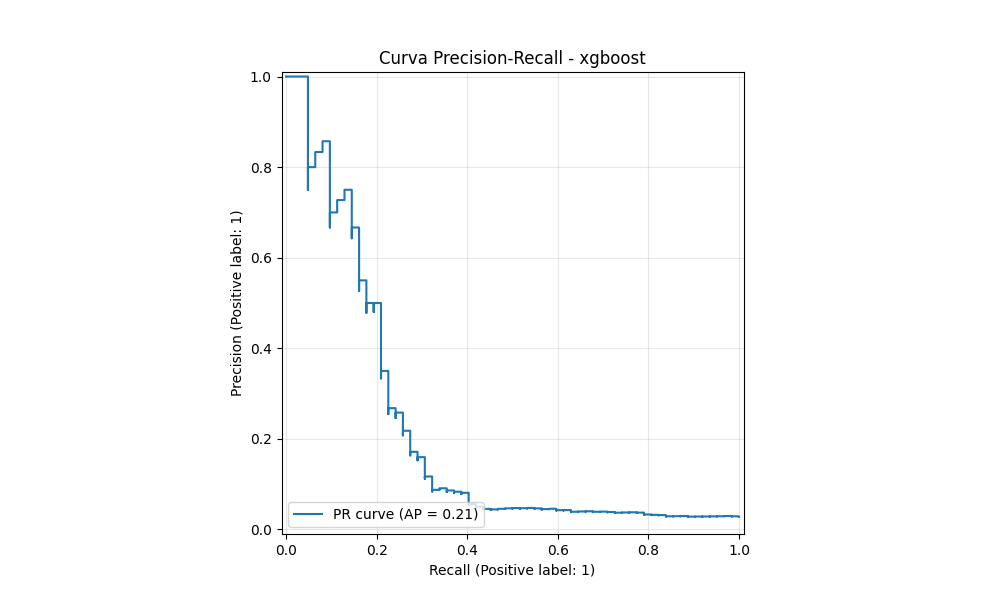 Curva Precision-Recall - xgboost
1.0
0.8
0.6
0.4
0.2
0.0
Precision (Positive label: 1)
PR curve (AP = 0.21)
0.0 0.2 0.4 0.6 0.8 1.0
Recall (Positive label: 1)